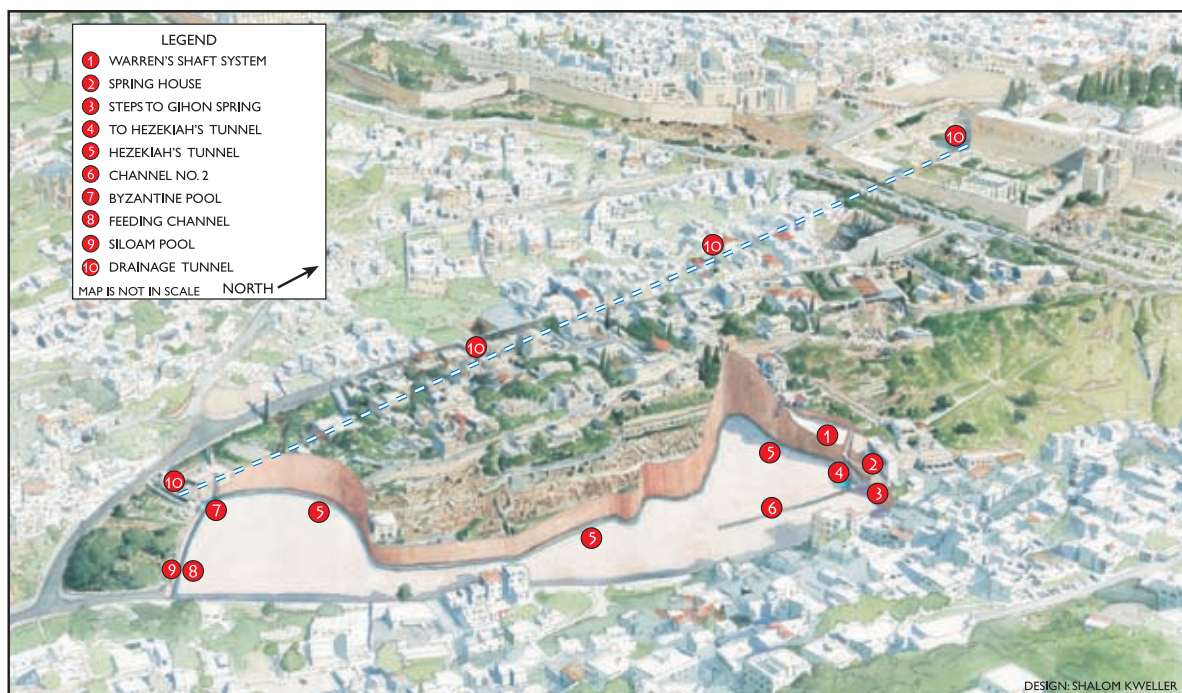 LEGEND
1 WARREN'S SHAFT SYSTEM
2 SPRING HOUSE
3 STEPS TO GIHON SPRING
4 TO HEZEKIAH'S TUNNEL
5 HEZEKIAH'S TUNNEL
6 CHANNEL NO. 2
7 BYZANTINE POOL
8 FEEDING CHANNEL
9 SILOAM POOL
10 DRAINAGE TUNNEL
MAP IS NOT IN SCALE NORTH
10
10
10
1
5
2
4
10
3
7
5
6
5
9
8
DESIGN: SHALOM KWELLER